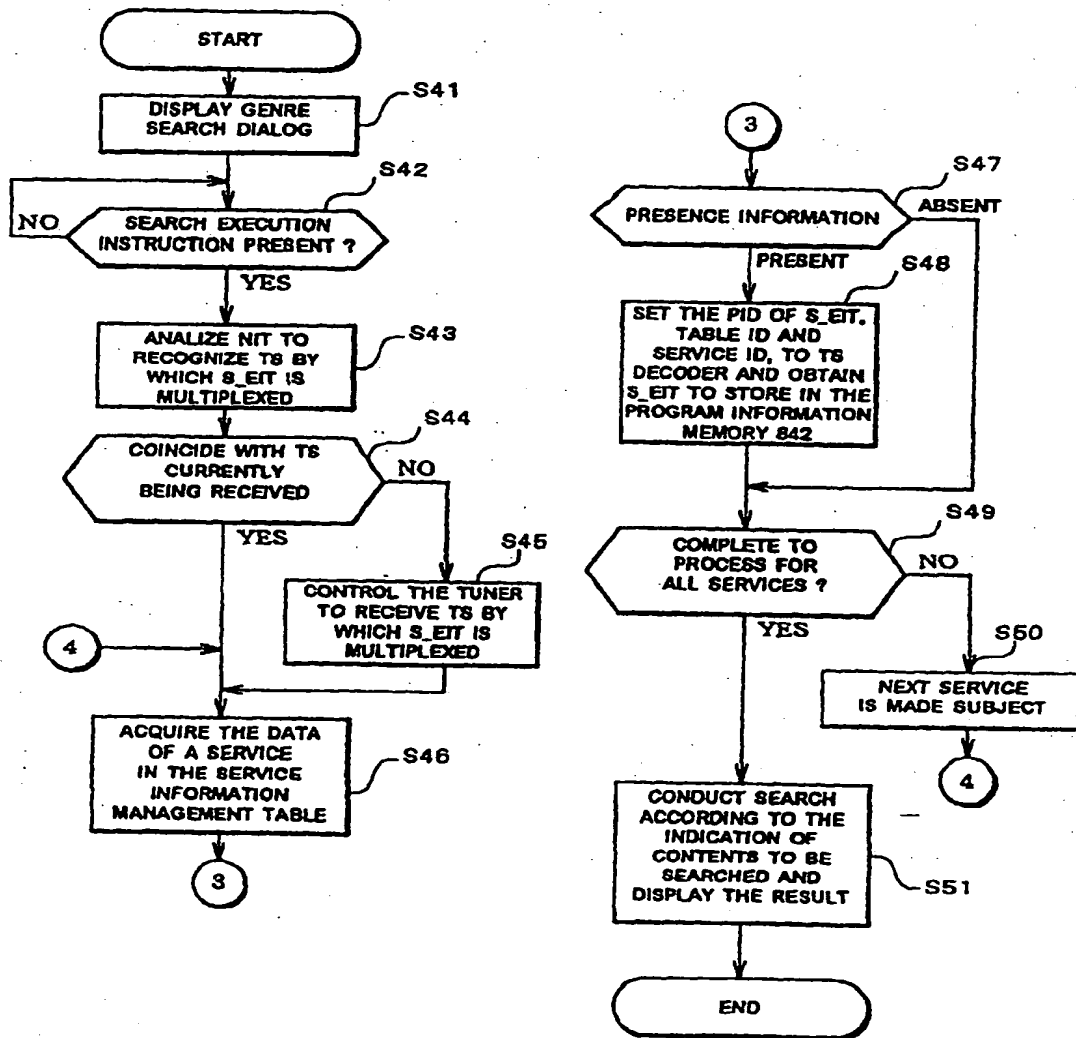 START
S41
DISPLAY GENRE
SEARCH DIALOG
S42
NO
SEARCH EXECUTION
INSTRUCTION PRESENT ?
YES
S43
ANALIZE NIT TO
RECOGNIZE TS BY
WHICH S_EIT IS
MULTIPLEXED
S44
COINCIDE WITH TS
CURRENTLY
BEING RECEIVED
NO
YES
S45
CONTROL THE TUNER
TO RECEIVE TS BY
WHICH S_EIT IS
MULTIPLEXED
4
ACQUIRE THE DATA
OF A SERVICE
IN THE SERVICE
INFORMATION
MANAGEMENT TABLE
S46
3
3
S47
PRESENCE INFORMATION
ABSENT
PRESENT
S48
SET THE PID OF S_EIT.
TABLE ID AND
SERVICE ID, TO TS
DECODER AND OBTAIN
S_EIT TO STORE IN THE
PROGRAM INFORMATION
MEMORY 842
S49
COMPLETE TO
PROCESS FOR
ALL SERVICES ?
NO
YES
S50
NEXT SERVICE
IS MADE SUBJECT
4
CONDUCT SEARCH
ACCORDING TO THE
INDICATION OF
CONTENTS TO BE
SEARCHED AND
DISPLAY THE RESULT
S51
END